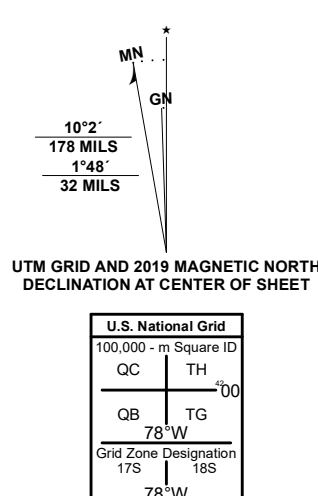 ★
MN
GN
10°2´
178 MILS
1°48´
32 MILS
UTM GRID AND 2019 MAGNETIC NORTH
DECLINATION AT CENTER OF SHEET
U.S. National Grid
100,000 - m Square ID
QC TH
4200
QB TG
78°W
Grid Zone Designation
17S 18S
78°W